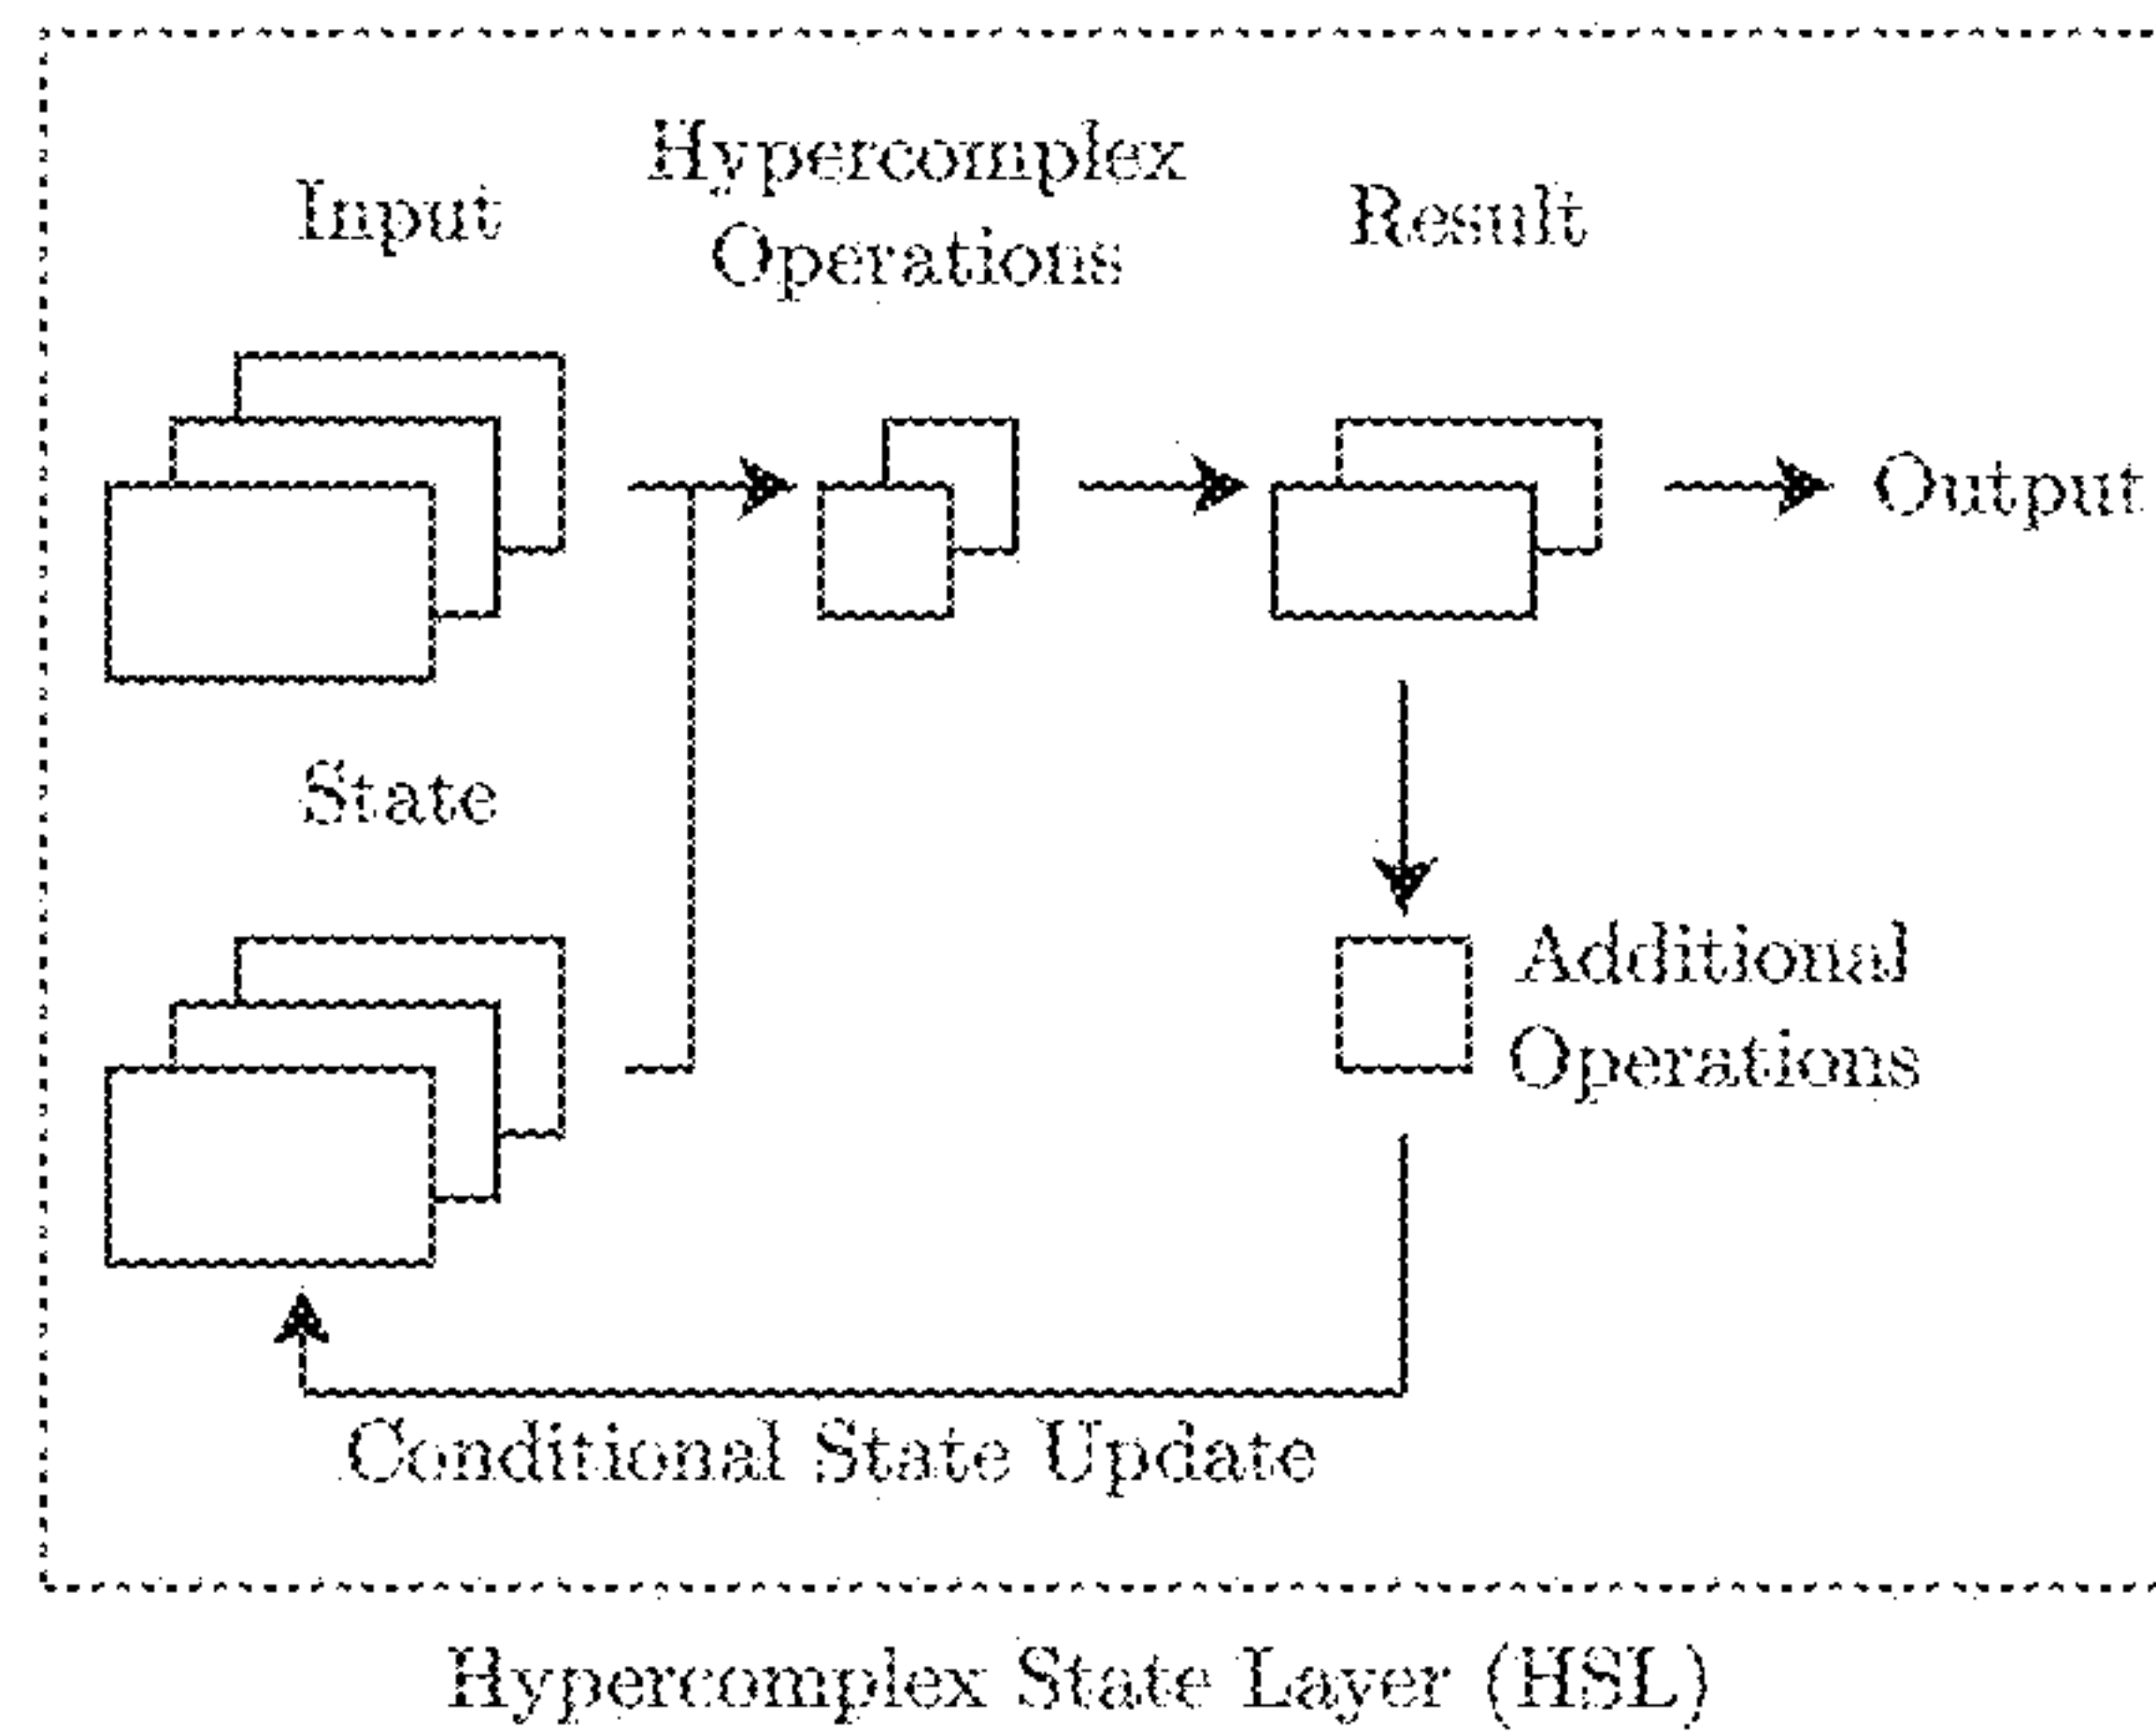 Input
Hypercomplex
Operations
Result
Output
State
Additional
Operations
Conditional State Update
Hypercomplex State Layer (HSL)